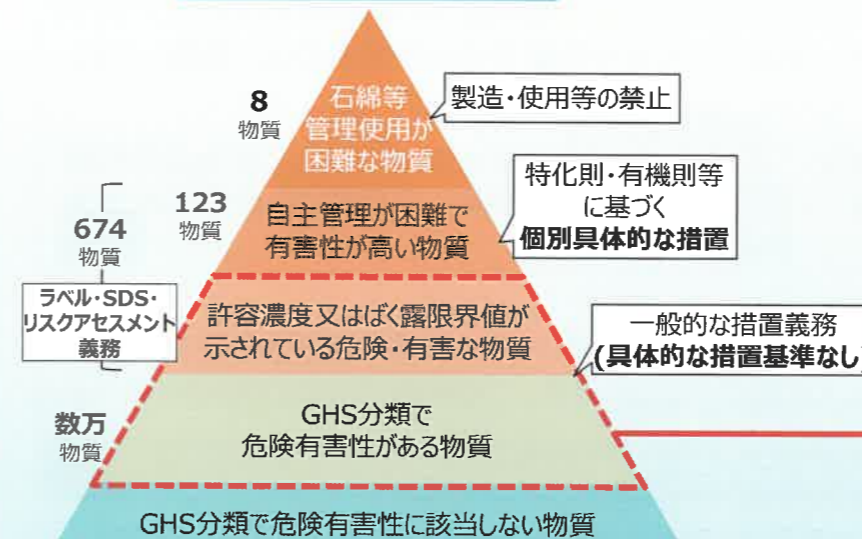 8
物質
石綿等
管理使用が
困難な物質
製造・使用等の禁止
123
物質
自主管理が困難で
有害性が高い物質
特化則・有機則等
に基づく
個別具体的な措置
674
物質
ラベル・SDS・
リスクアセスメント
義務
許容濃度又はばく露限界値が
示されている危険・有害な物質
一般的な措置義務
(具体的な措置基準なし)
数万
物質
GHS分類で
危険有害性がある物質
GHS分類で危険有害性に該当しない物質